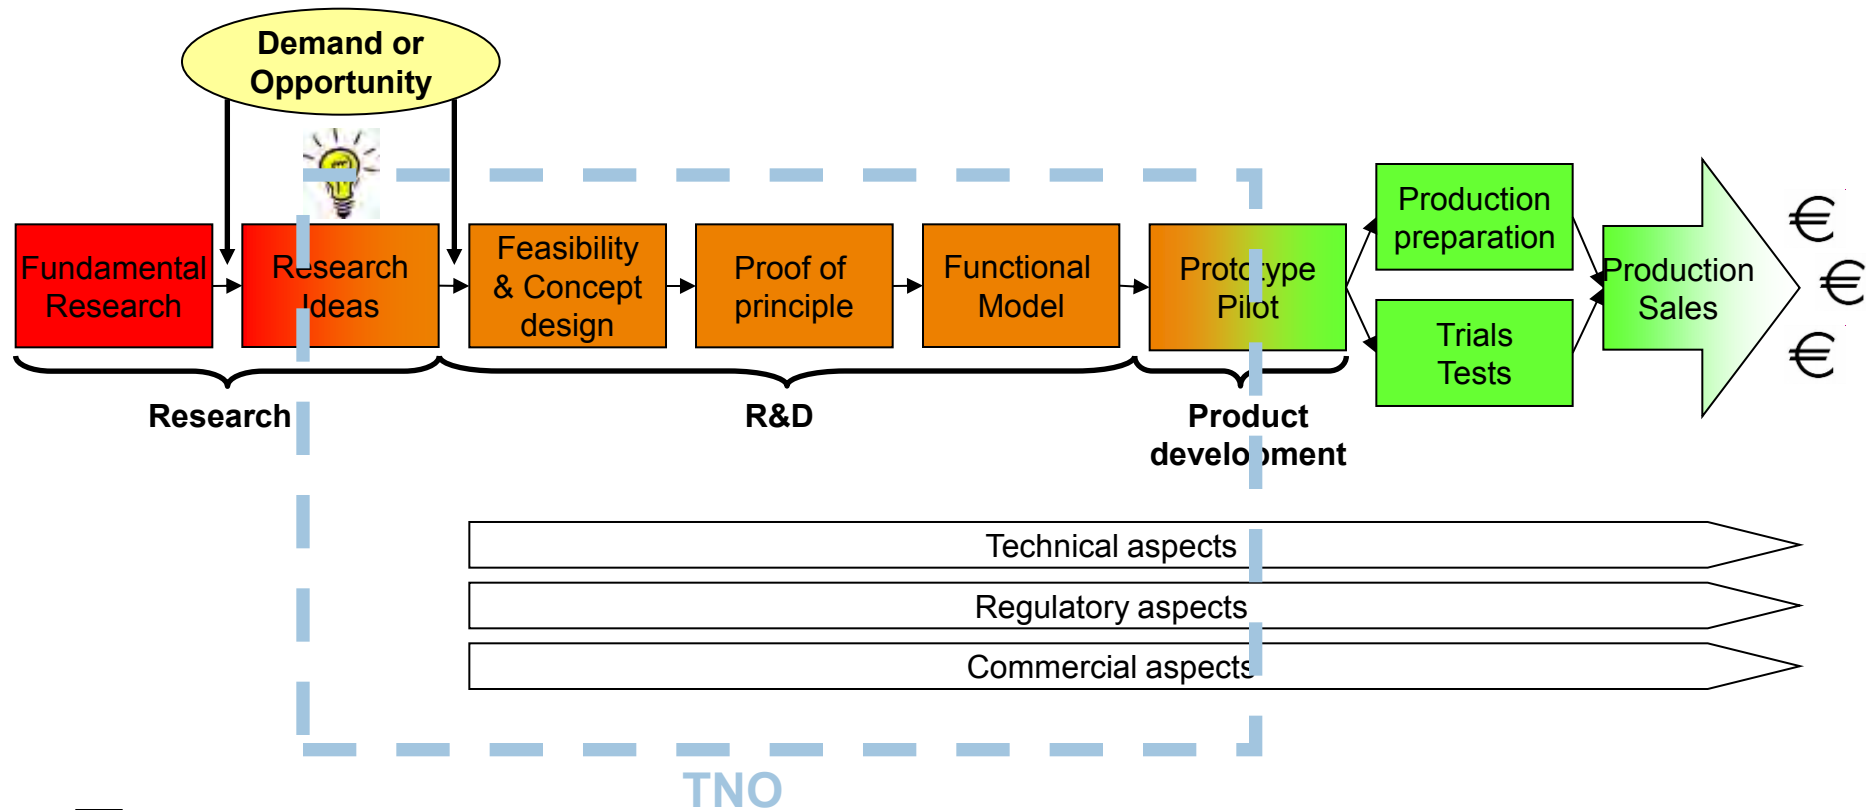 Demand or
Opportunity
Fundamental
Research
Research
Ideas
Feasibility
& Concept
design
Proof of
principle
Functional
Model
Prototype
Pilot
Production
preparation
Trials
Tests
Production
Sales
€
€
€
Research
R&D
Product
development
Technical aspects
Regulatory aspects
Commercial aspects
TNO